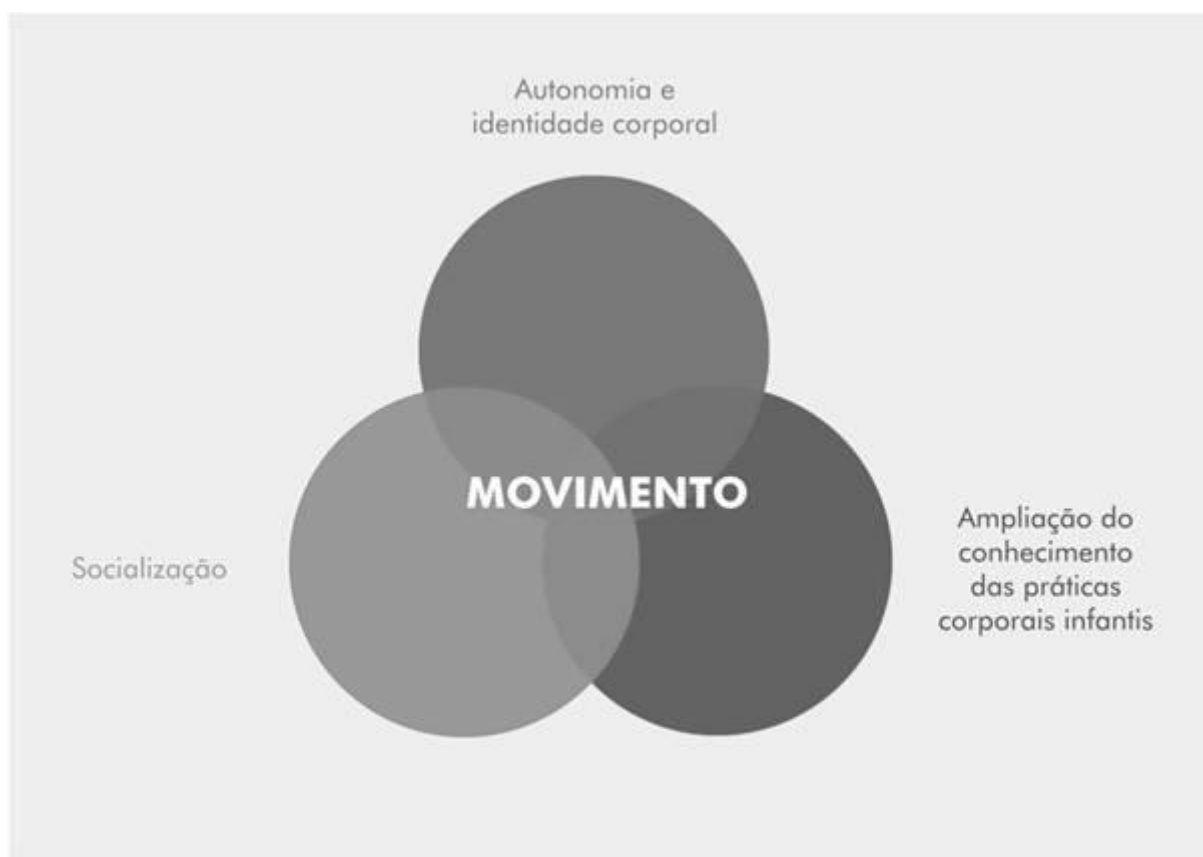 Autonomia e
identidade corporal
MOVIMENTO
Socialização
Ampliação do
conhecimento
das práticas
corporais infantis